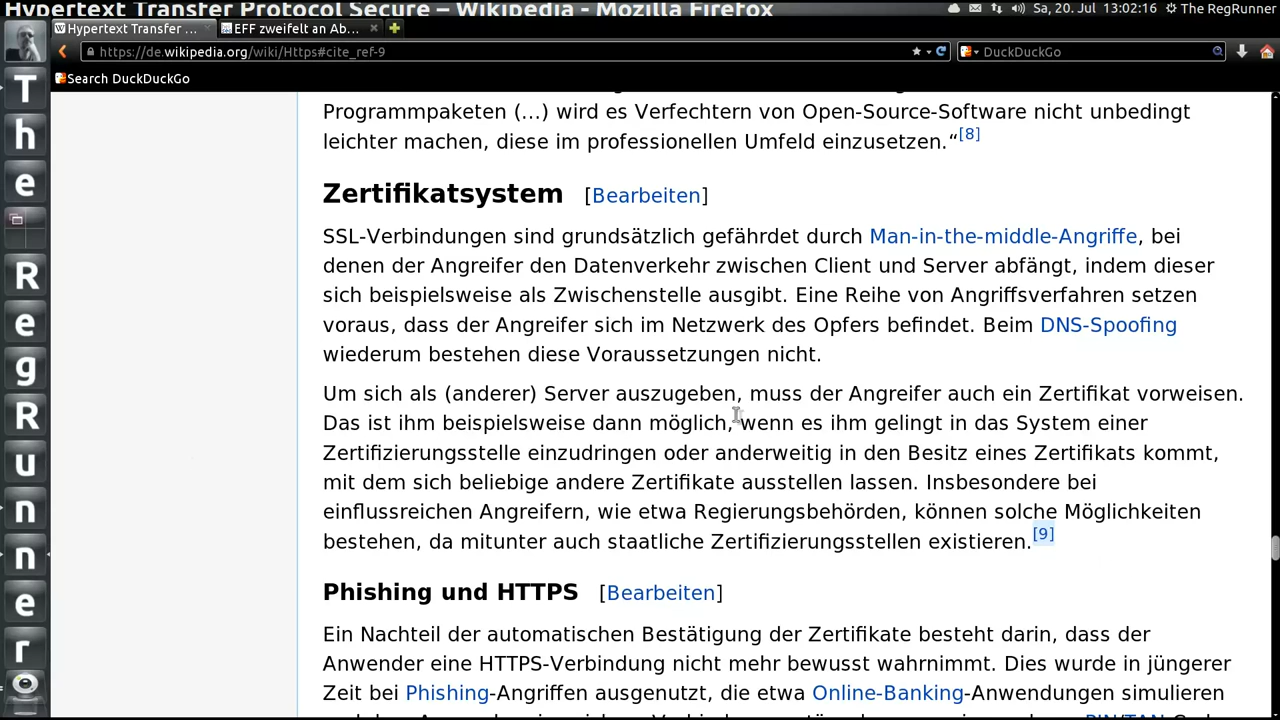 Hypertext Transfer Protocol Secure – Wikipedia - Mozilla Firefox
Sa, 20. Jul 13:02:16 The RegRunner
Hypertext Transfer ...
EFF zweifelt an Ab...
https://de.wikipedia.org/wiki/Https#cite_ref-9
DuckDuckGo
Search DuckDuckGo
T
h
e
R
e
g
R
u
n
n
e
r
Programmpaketen (…) wird es Verfechtern von Open-Source-Software nicht unbedingt
leichter machen, diese im professionellen Umfeld einzusetzen.“[8]
Zertifikatsystem [Bearbeiten]
SSL-Verbindungen sind grundsätzlich gefährdet durch Man-in-the-middle-Angriffe, bei
denen der Angreifer den Datenverkehr zwischen Client und Server abfängt, indem dieser
sich beispielsweise als Zwischenstelle ausgibt. Eine Reihe von Angriffsverfahren setzen
voraus, dass der Angreifer sich im Netzwerk des Opfers befindet. Beim DNS-Spoofing
wiederum bestehen diese Voraussetzungen nicht.
Um sich als (anderer) Server auszugeben, muss der Angreifer auch ein Zertifikat vorweisen.
Das ist ihm beispielsweise dann möglich, wenn es ihm gelingt in das System einer
Zertifizierungsstelle einzudringen oder anderweitig in den Besitz eines Zertifikats kommt,
mit dem sich beliebige andere Zertifikate ausstellen lassen. Insbesondere bei
einflussreichen Angreifern, wie etwa Regierungsbehörden, können solche Möglichkeiten
bestehen, da mitunter auch staatliche Zertifizierungsstellen existieren.[9]
Phishing und HTTPS [Bearbeiten]
Ein Nachteil der automatischen Bestätigung der Zertifikate besteht darin, dass der
Anwender eine HTTPS-Verbindung nicht mehr bewusst wahrnimmt. Dies wurde in jüngerer
Zeit bei Phishing-Angriffen ausgenutzt, die etwa Online-Banking-Anwendungen simulieren